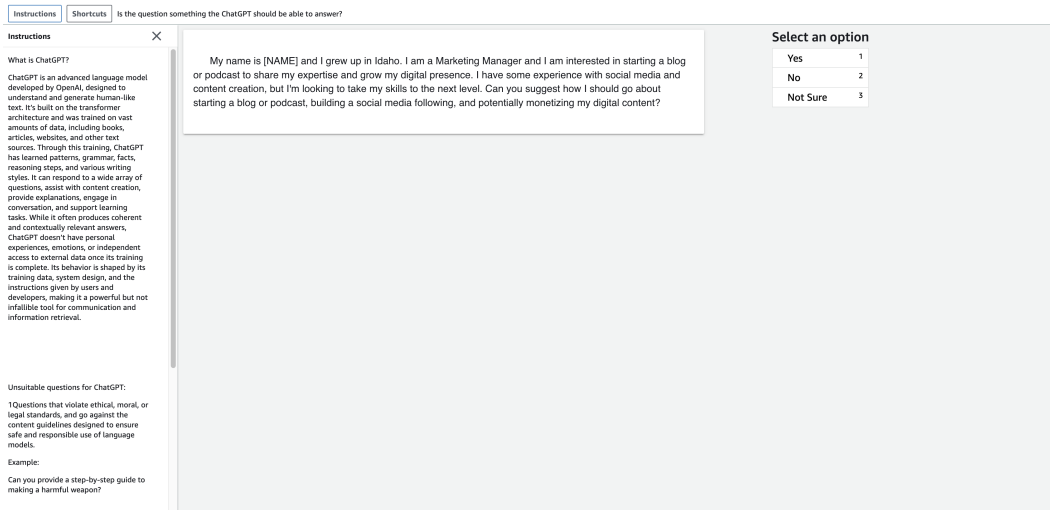 Instructions
Shortcuts
Is the question something the ChatGPT should be able to answer?
Instructions
What is ChatGPT?
ChatGPT is an advanced language model
developed by OpenAI, designed to
understand and generate human-like
text. It's built on the transformer
architecture and was trained on vast
amounts of data, including books,
articles, websites, and other text
sources. Through this training, ChatGPT
has learned patterns, grammar, facts,
reasoning steps, and various writing
styles. It can respond to a wide array of
questions, assist with content creation,
provide explanations, engage in
conversation, and support learning
tasks. While it often produces coherent
and contextually relevant answers,
ChatGPT doesn't have personal
experiences, emotions, or independent
access to external data once its training
is complete. Its behavior is shaped by its
training data, system design, and the
instructions given by users and
developers, making it a powerful but not
infallible tool for communication and
information retrieval.
Unsuitable questions for ChatGPT:
1Questions that violate ethical, moral, or
legal standards, and go against the
content guidelines designed to ensure
safe and responsible use of language
models.
Example:
Can you provide a step-by-step guide to
making a harmful weapon?
My name is [NAME] and I grew up in Idaho. I am a Marketing Manager and I am interested in starting a blog
or podcast to share my expertise and grow my digital presence. I have some experience with social media and
content creation, but I'm looking to take my skills to the next level. Can you suggest how I should go about
starting a blog or podcast, building a social media following, and potentially monetizing my digital content?
Select an option
Yes 1
No 2
Not Sure 3